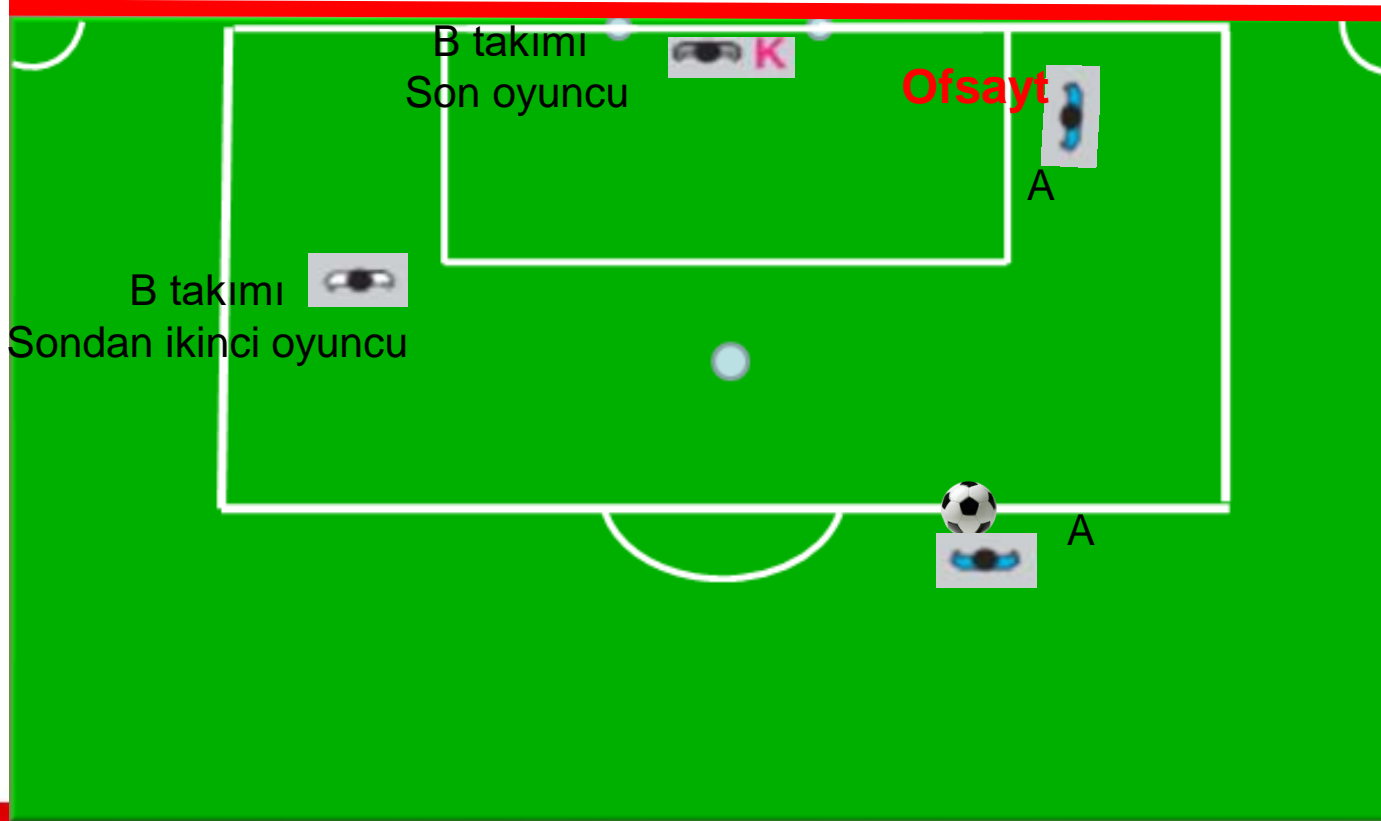 B takımı
Son oyuncu
K
Ofsayt
A
B takımı
Sondan ikinci oyuncu
A